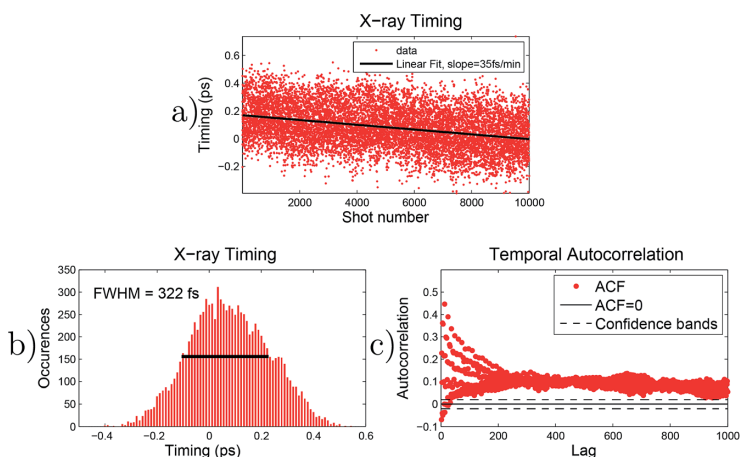 X-ray Timing
data
Linear Fit, slope=35fs/min
a)
Timing (ps)
0.6
0.4
0.2
0
−0.2
2000 4000 6000 8000 10000
Shot number
X-ray Timing
b)
FWHM = 322 fs
Occurences
350
300
250
200
150
100
50
0
−0.4 −0.2 0 0.2 0.4 0.6
Timing (ps)
Temporal Autocorrelation
c)
ACF
ACF=0
Confidence bands
Autocorrelation
0.5
0.4
0.3
0.2
0.1
0
−0.1
0 200 400 600 800 1000
Lag